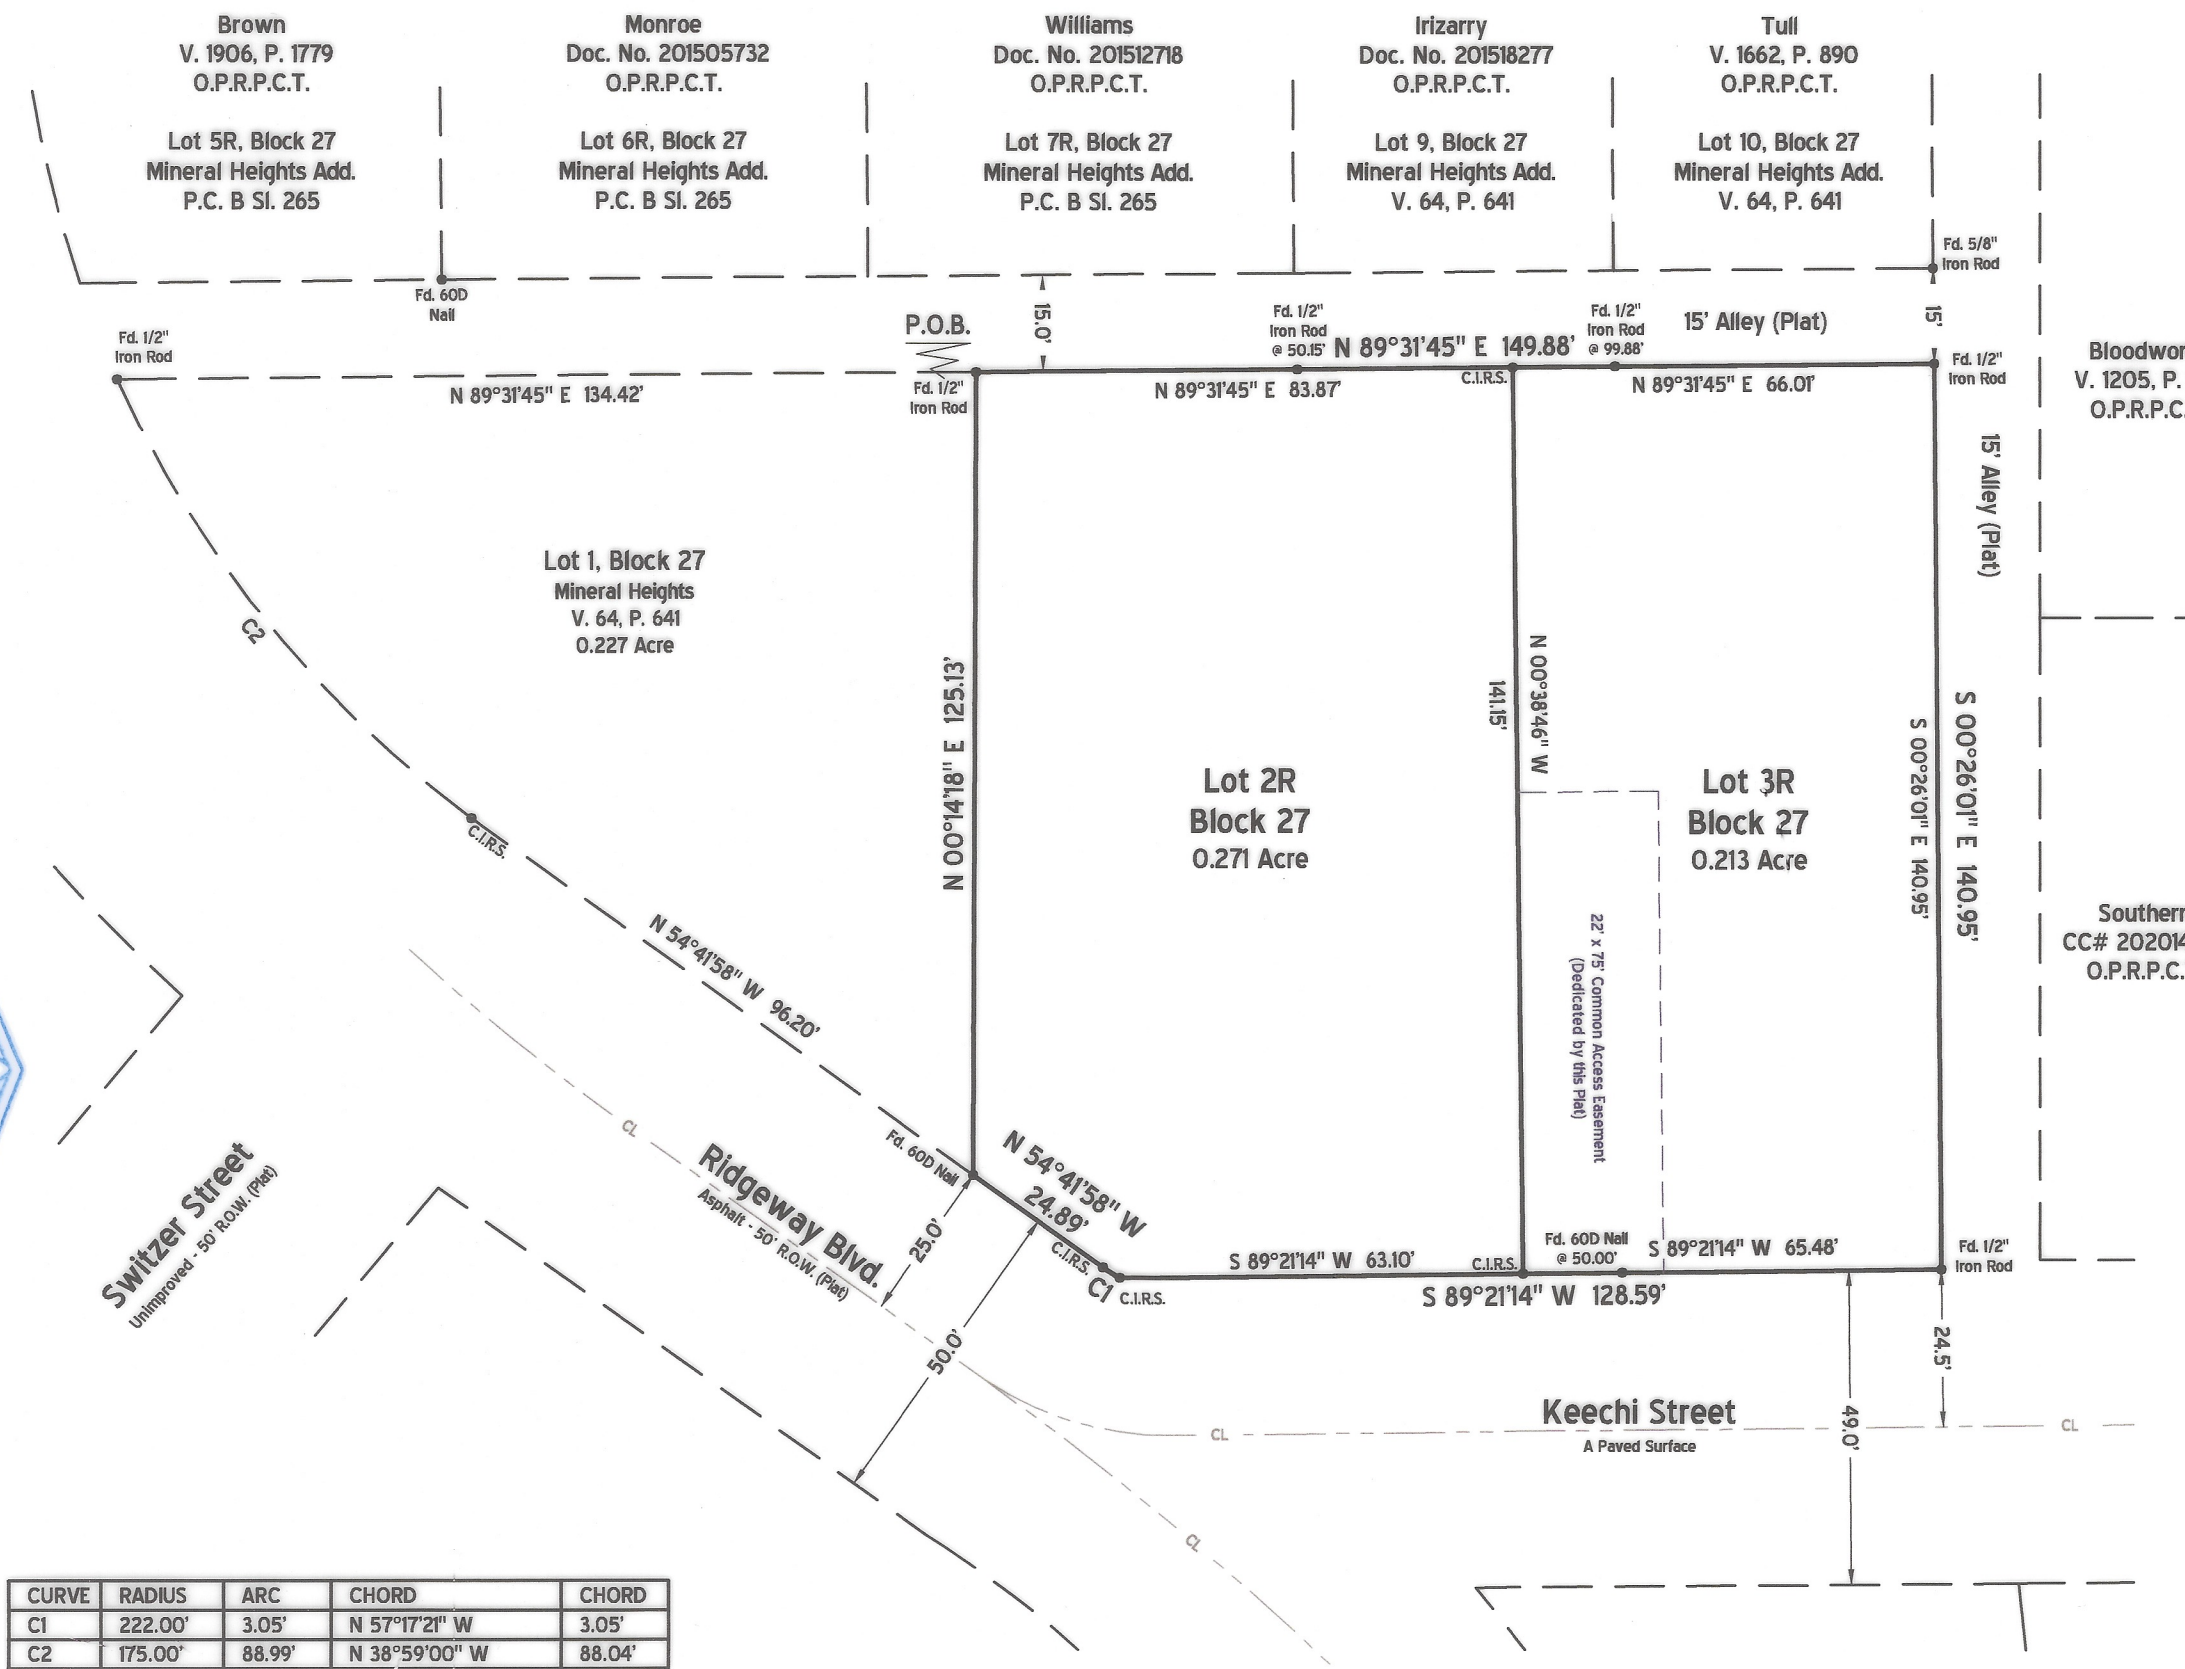 Brown
V. 1906, P. 1779
O.P.R.P.C.T.
Lot 5R, Block 27
Mineral Heights Add.
P.C. B Sl. 265
Monroe
Doc. No. 201505732
O.P.R.P.C.T.
Lot 6R, Block 27
Mineral Heights Add.
P.C. B Sl. 265
Williams
Doc. No. 201512718
O.P.R.P.C.T.
Lot 7R, Block 27
Mineral Heights Add.
P.C. B Sl. 265
Irizarry
Doc. No. 201518277
O.P.R.P.C.T.
Lot 9, Block 27
Mineral Heights Add.
V. 64, P. 641
Tull
V. 1662, P. 890
O.P.R.P.C.T.
Lot 10, Block 27
Mineral Heights Add.
V. 64, P. 641
Fd. 5/8"
Iron Rod
Fd. 60D
Nail
Fd. 1/2"
Iron Rod
P.O.B.
Fd. 1/2"
Iron Rod
15.0'
Fd. 1/2"
Iron Rod
@ 50.15'
N 89°31'45" E 149.88'
Fd. 1/2"
Iron Rod
@ 99.88'
15' Alley (Plat)
15'
Fd. 1/2"
Iron Rod
N 89°31'45" E 134.42'
N 89°31'45" E 83.87'
C.I.R.S.
N 89°31'45" E 66.01'
V. 1205, P.
15' Alley (Plat)
Lot 1, Block 27
Mineral Heights
V. 64, P. 641
0.227 Acre
C2
C.I.R.S.
N 00°14'18" E 125.13'
N 00°38'46" W
141.15'
Lot 2R
Block 27
0.271 Acre
Lot 3R
Block 27
0.213 Acre
S 00°26'01" E 140.95'
S 00°26'01" E 140.95'
CC#
N 54°41'58" W 96.20'
22' x 75' Common Access Easement
(Dedicated by this Plat)
Fd. 60D Nail
N 54°41'58" W
24.89'
C.I.R.S.
C1
C.I.R.S.
S 89°21'14" W 63.10'
C.I.R.S.
Fd. 60D Nail
@ 50.00'
S 89°21'14" W 65.48'
Fd. 1/2"
Iron Rod
S 89°21'14" W 128.59'
CL
Ridgeway Blvd.
Asphalt - 50' R.O.W. (Plat)
25.0'
50.0'
Switzer Street
Unimproved - 50' R.O.W. (Plat)
24.5'
49.0'
Keechi Street
A Paved Surface
CL
CL
CL
CURVE RADIUS ARC CHORD CHORD
C1 222.00' 3.05' N 57°17'21" W 3.05'
C2 175.00' 88.99' N 38°59'00" W 88.04'